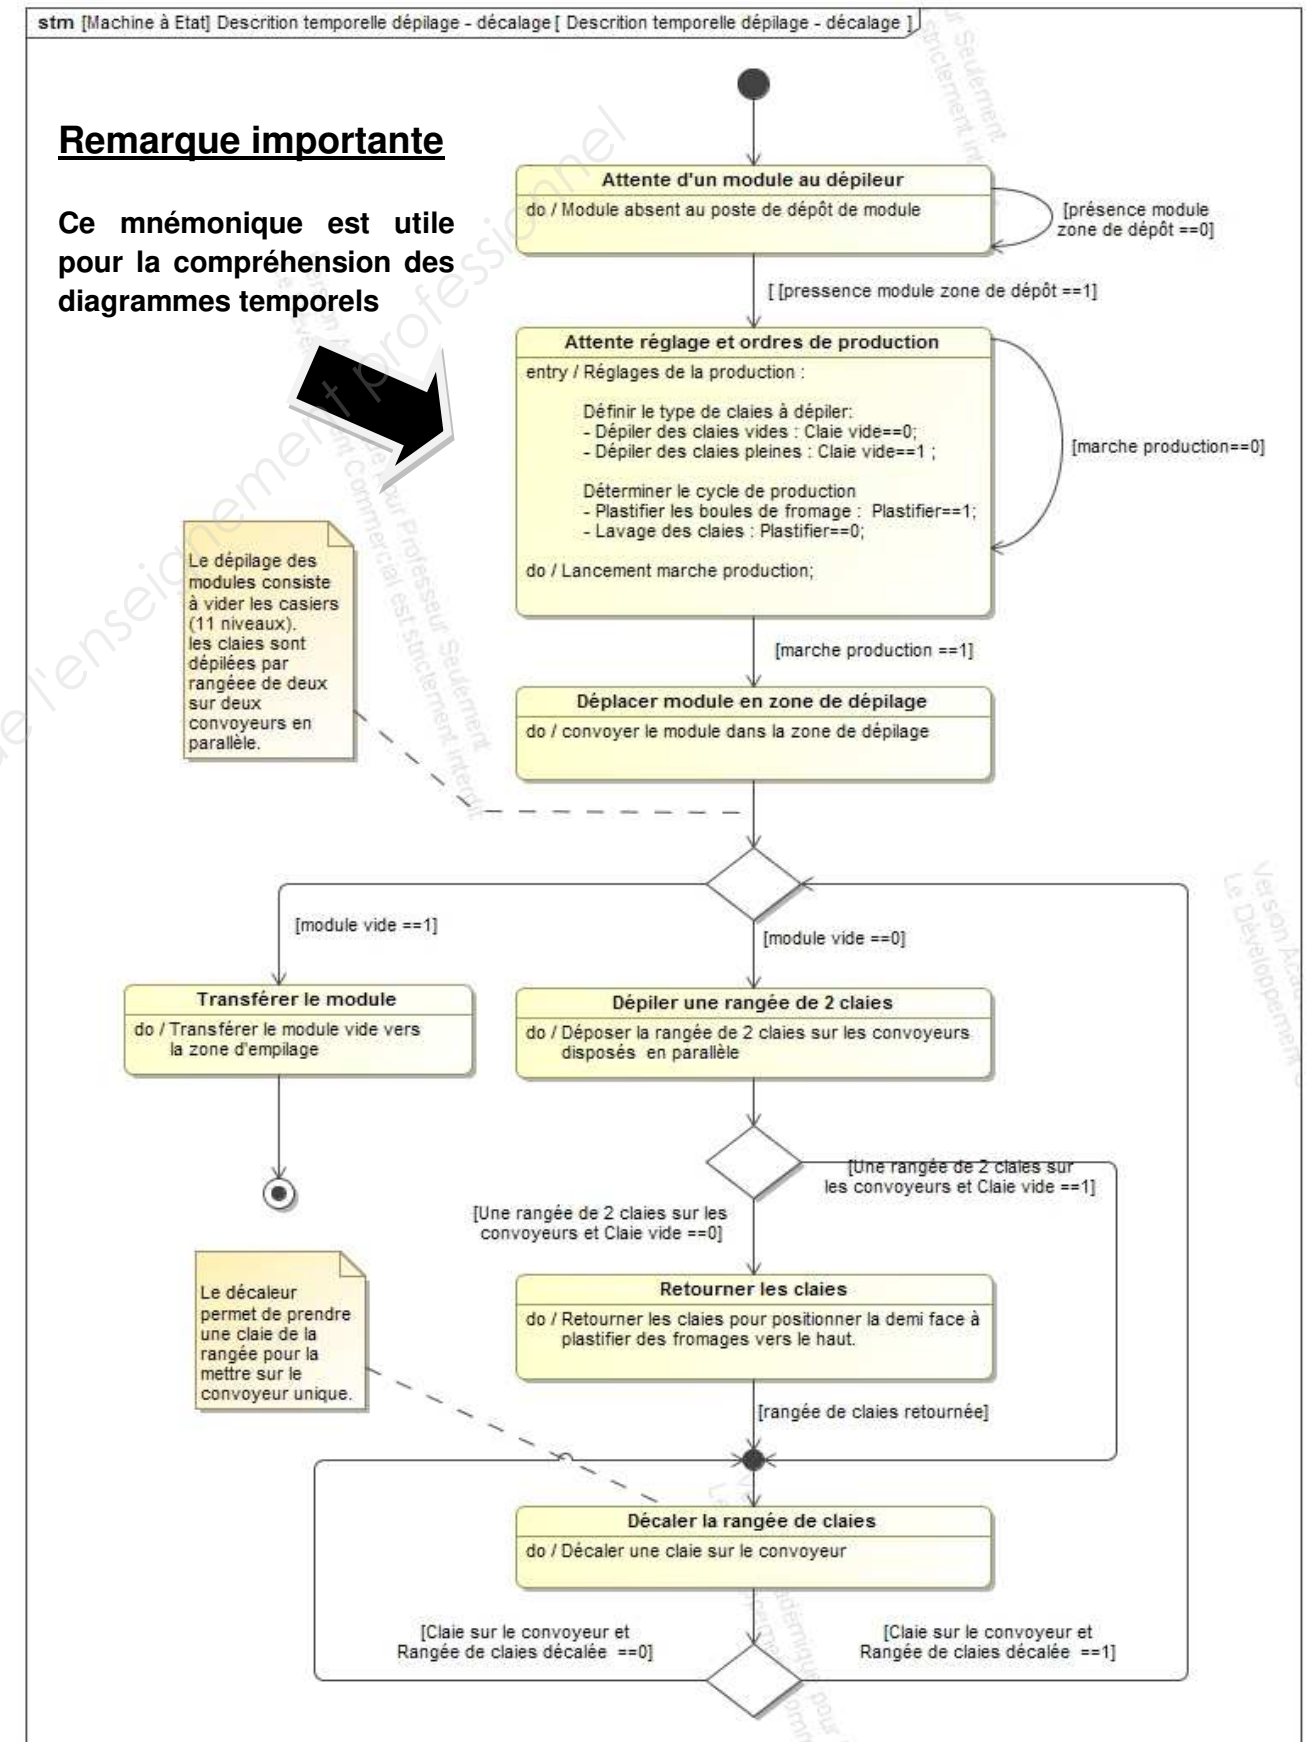 stm [Machine à Etat] Descrition temporelle dépilage - décalage [ Descrition temporelle dépilage - décalage ]
Remarque importante
Ce mnémonique est utile
pour la compréhension des
diagrammes temporels
Attente d'un module au dépileur
do / Module absent au poste de dépôt de module
[présence module
zone de dépôt ==0]
[ [pressence module zone de dépôt ==1]
Attente réglage et ordres de production
entry / Réglages de la production :
Définir le type de claies à dépiler:
- Dépiler des claies vides : Claie vide==0;
- Dépiler des claies pleines : Claie vide==1 ;
Déterminer le cycle de production
- Plastifier les boules de fromage : Plastifier==1;
- Lavage des claies : Plastifier==0;
do / Lancement marche production;
[marche production==0]
Le dépilage des
modules consiste
à vider les casiers
(11 niveaux).
les claies sont
dépilées par
rangéee de deux
sur deux
convoyeurs en
parallèle.
[marche production ==1]
Déplacer module en zone de dépilage
do / convoyer le module dans la zone de dépilage
[module vide ==1]
[module vide ==0]
Transférer le module
do / Transférer le module vide vers
la zone d'empilage
Dépiler une rangée de 2 claies
do / Déposer la rangée de 2 claies sur les convoyeurs
disposés en parallèle
[Une rangée de 2 claies sur
les convoyeurs et Claie vide ==1]
[Une rangée de 2 claies sur les
convoyeurs et Claie vide ==0]
Retourner les claies
do / Retourner les claies pour positionner la demi face à
plastifier des fromages vers le haut.
Le décaleur
permet de prendre
une claie de la
rangée pour la
mettre sur le
convoyeur unique.
[rangée de claies retournée]
Décaler la rangée de claies
do / Décaler une claie sur le convoyeur
[Claie sur le convoyeur et
Rangée de claies décalée ==0]
[Claie sur le convoyeur et
Rangée de claies décalée ==1]
de l'enseignement professionnel